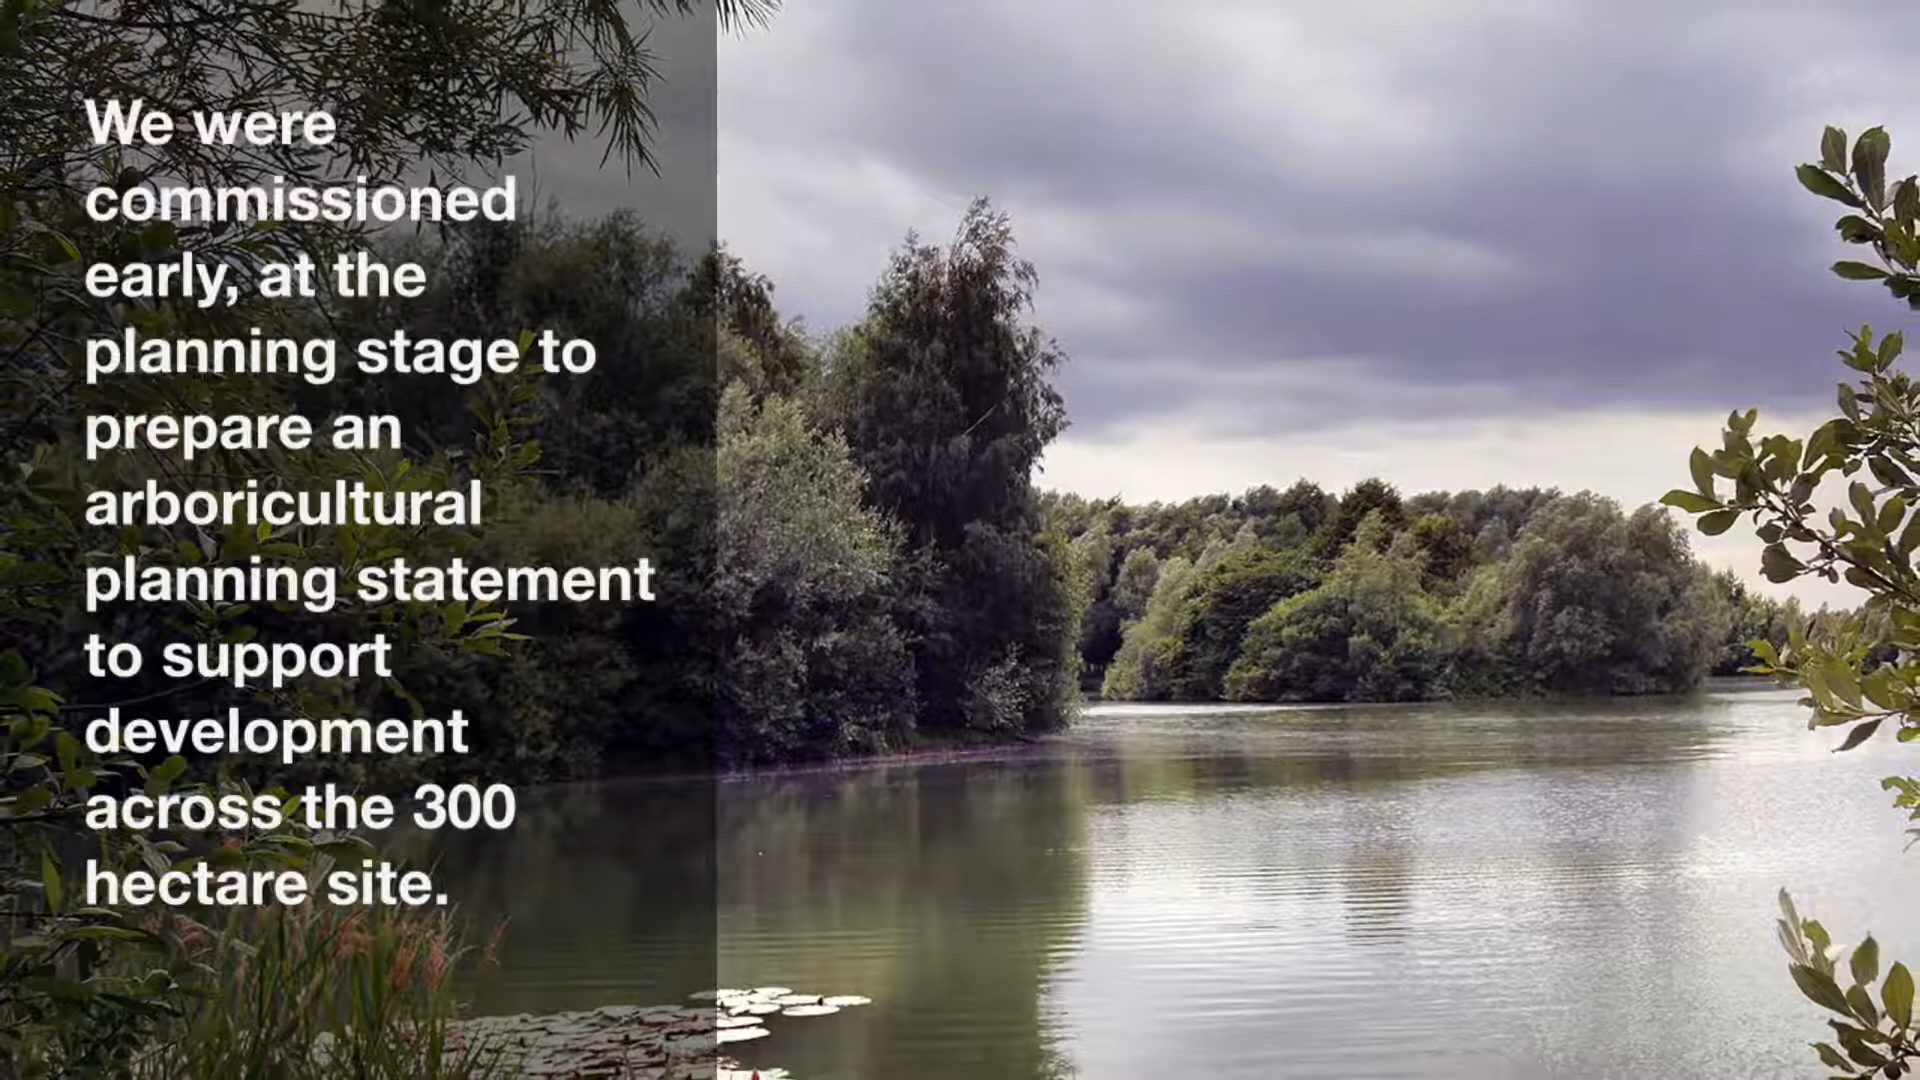 We were
commissioned
early, at the
planning stage to
prepare an
arboricultural
planning statement
to support
development
across the 300
hectare site.